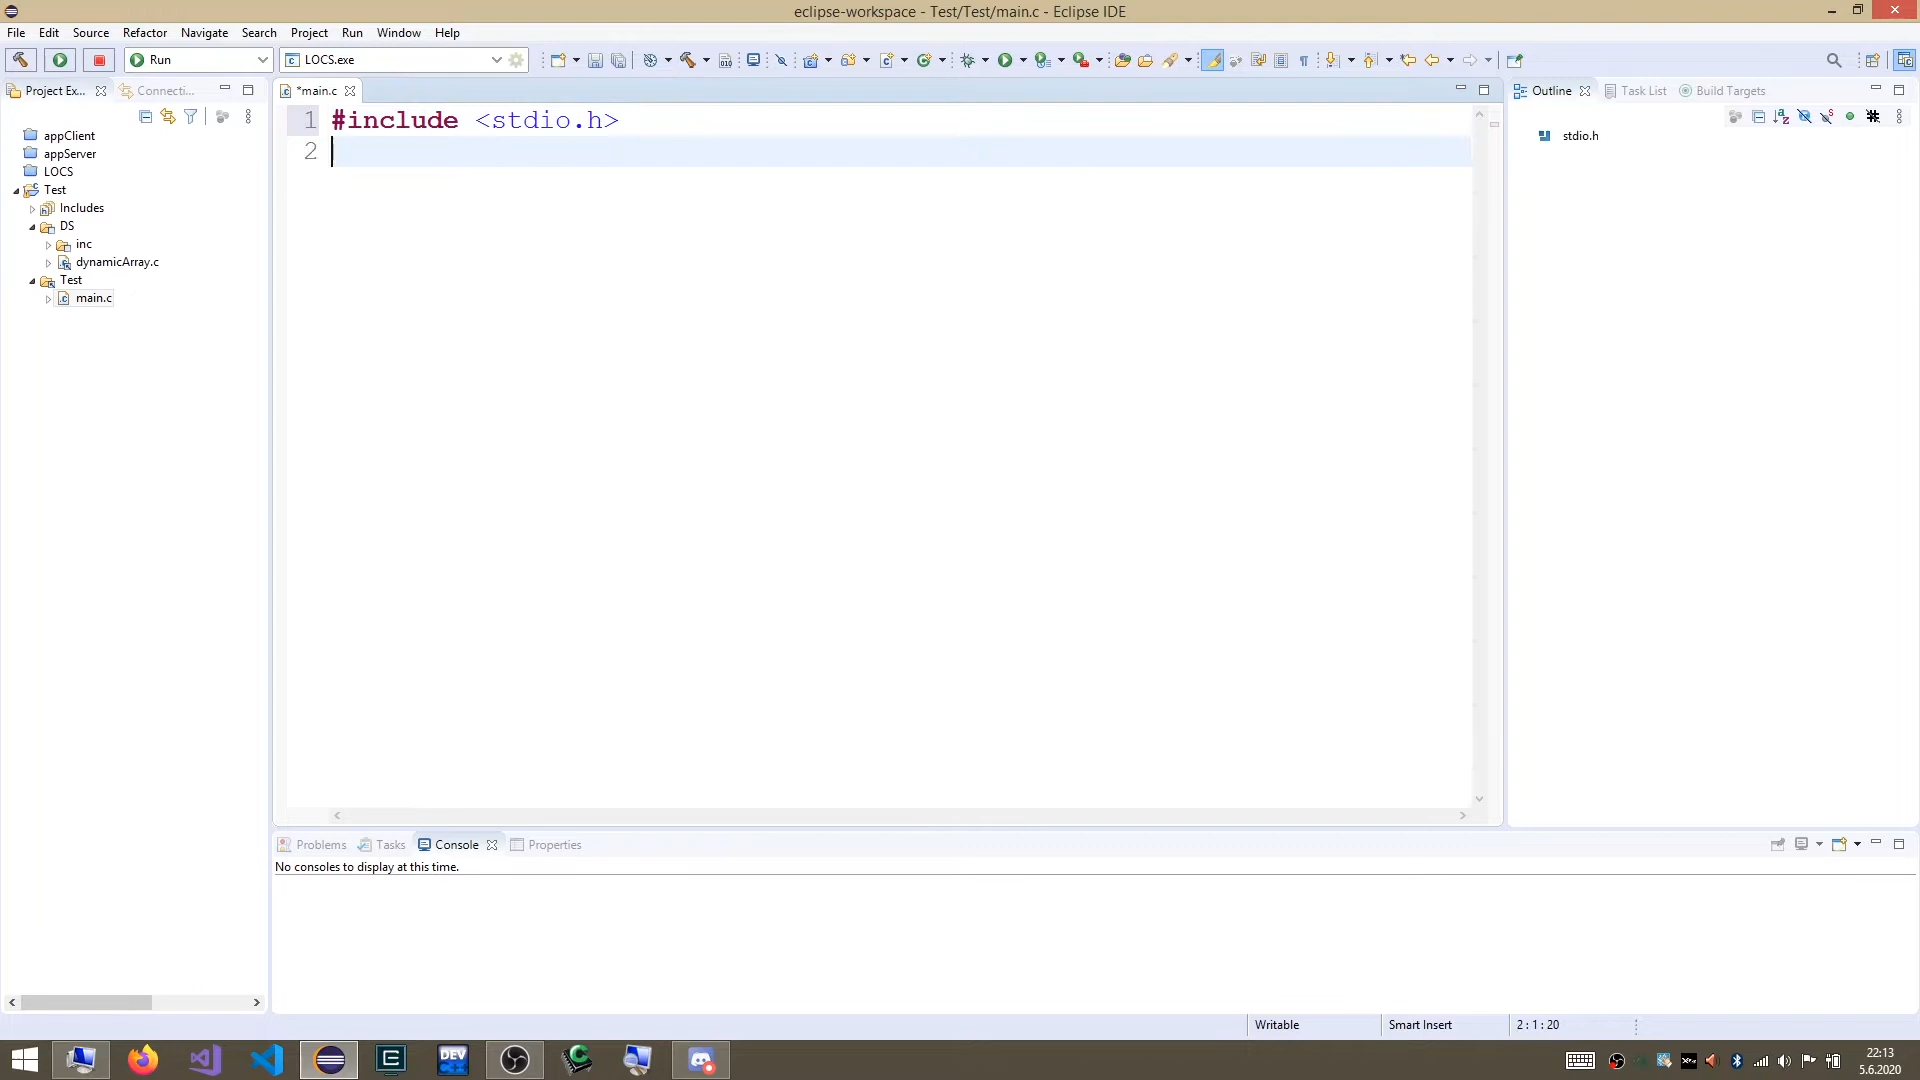 eclipse-workspace - Test/Test/main.c - Eclipse IDE
File Edit Source Refactor Navigate Search Project Run Window Help
Run LOCS.exe
Project Ex... Connecti...
*main.c
Outline Task List Build Targets
1 #include <stdio.h>
2
stdio.h
appClient
appServer
LOCS
Test
Includes
DS
inc
dynamicArray.c
Test
main.c
Problems Tasks Console Properties
No consoles to display at this time.
Writable Smart Insert 2 : 1 : 20
DEV
22:13
5.6.2020